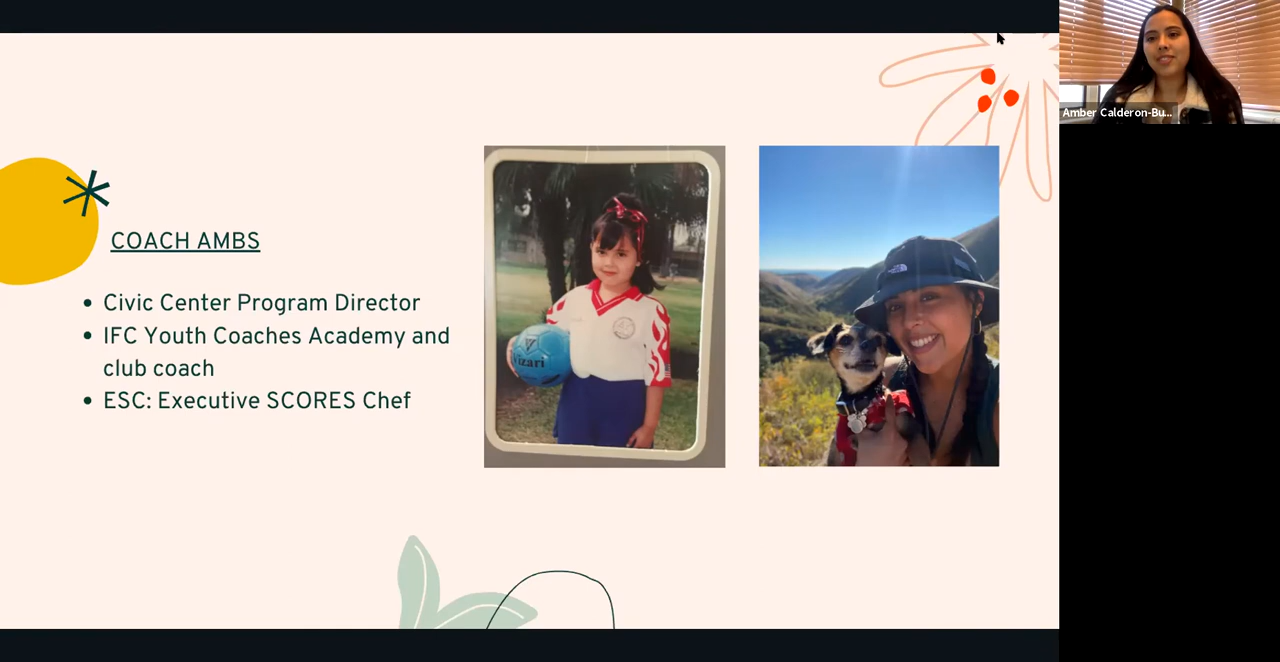 Amber Calderon-Bu...
COACH AMBS
Civic Center Program Director
IFC Youth Coaches Academy and
club coach
ESC: Executive SCORES Chef
Vizari